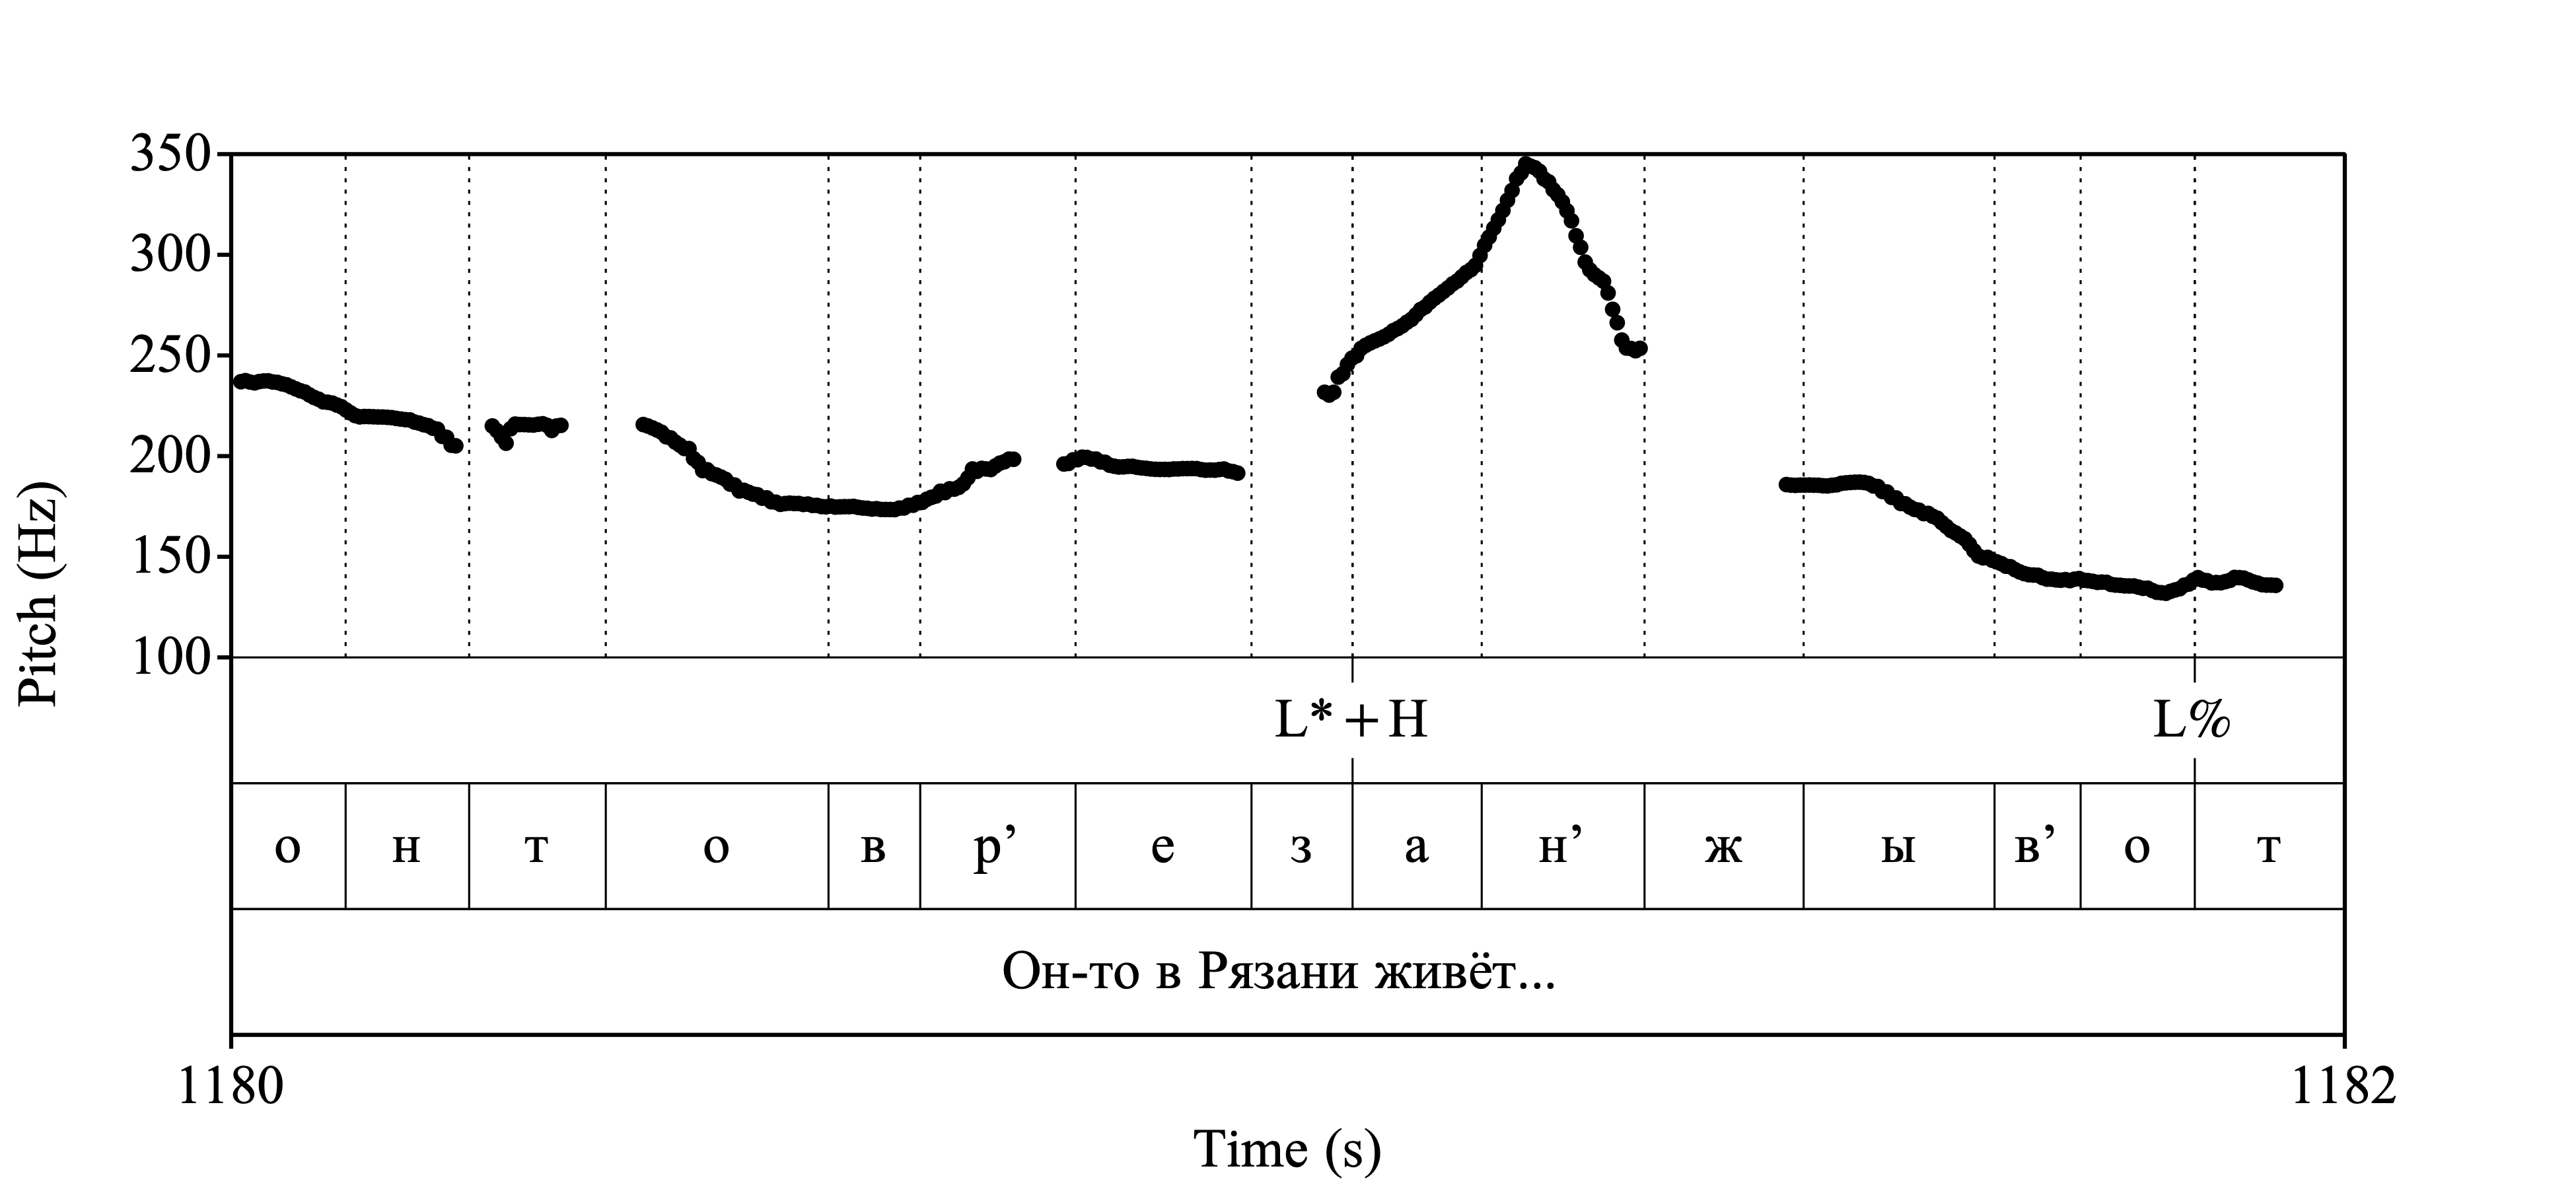 350
300
250
200
150
100
Pitch (Hz)
L*+H L%
о н т о в р’ е з а н’ ж ы в’ о т
Он-то в Рязани живёт...
1180 1182
Time (s)